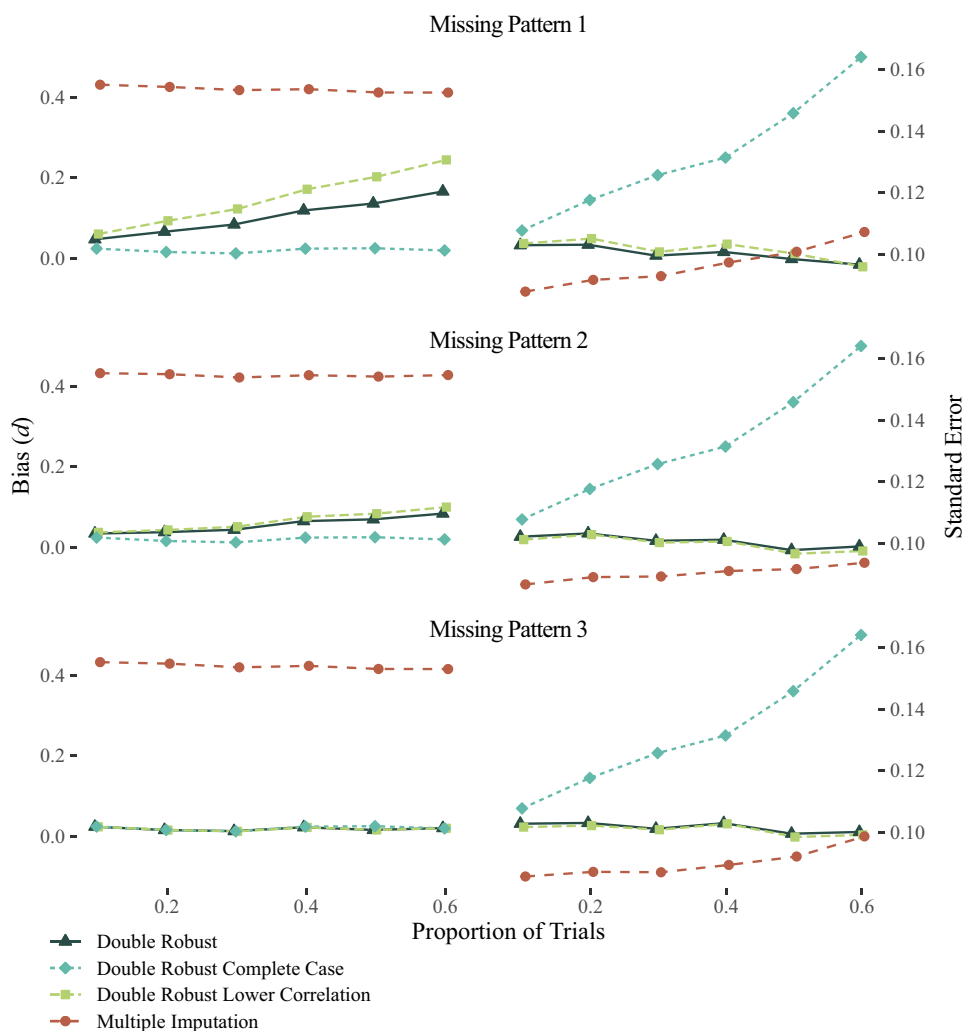 Missing Pattern 1
0.4
0.2
0.0
0.16
0.14
0.12
0.10
Missing Pattern 2
0.4
0.2
0.0
0.16
0.14
0.12
0.10
Bias (d)
Standard Error
Missing Pattern 3
0.4
0.2
0.0
0.16
0.14
0.12
0.10
0.2 0.4 0.6 0.2 0.4 0.6
Proportion of Trials
Double Robust
Double Robust Complete Case
Double Robust Lower Correlation
Multiple Imputation